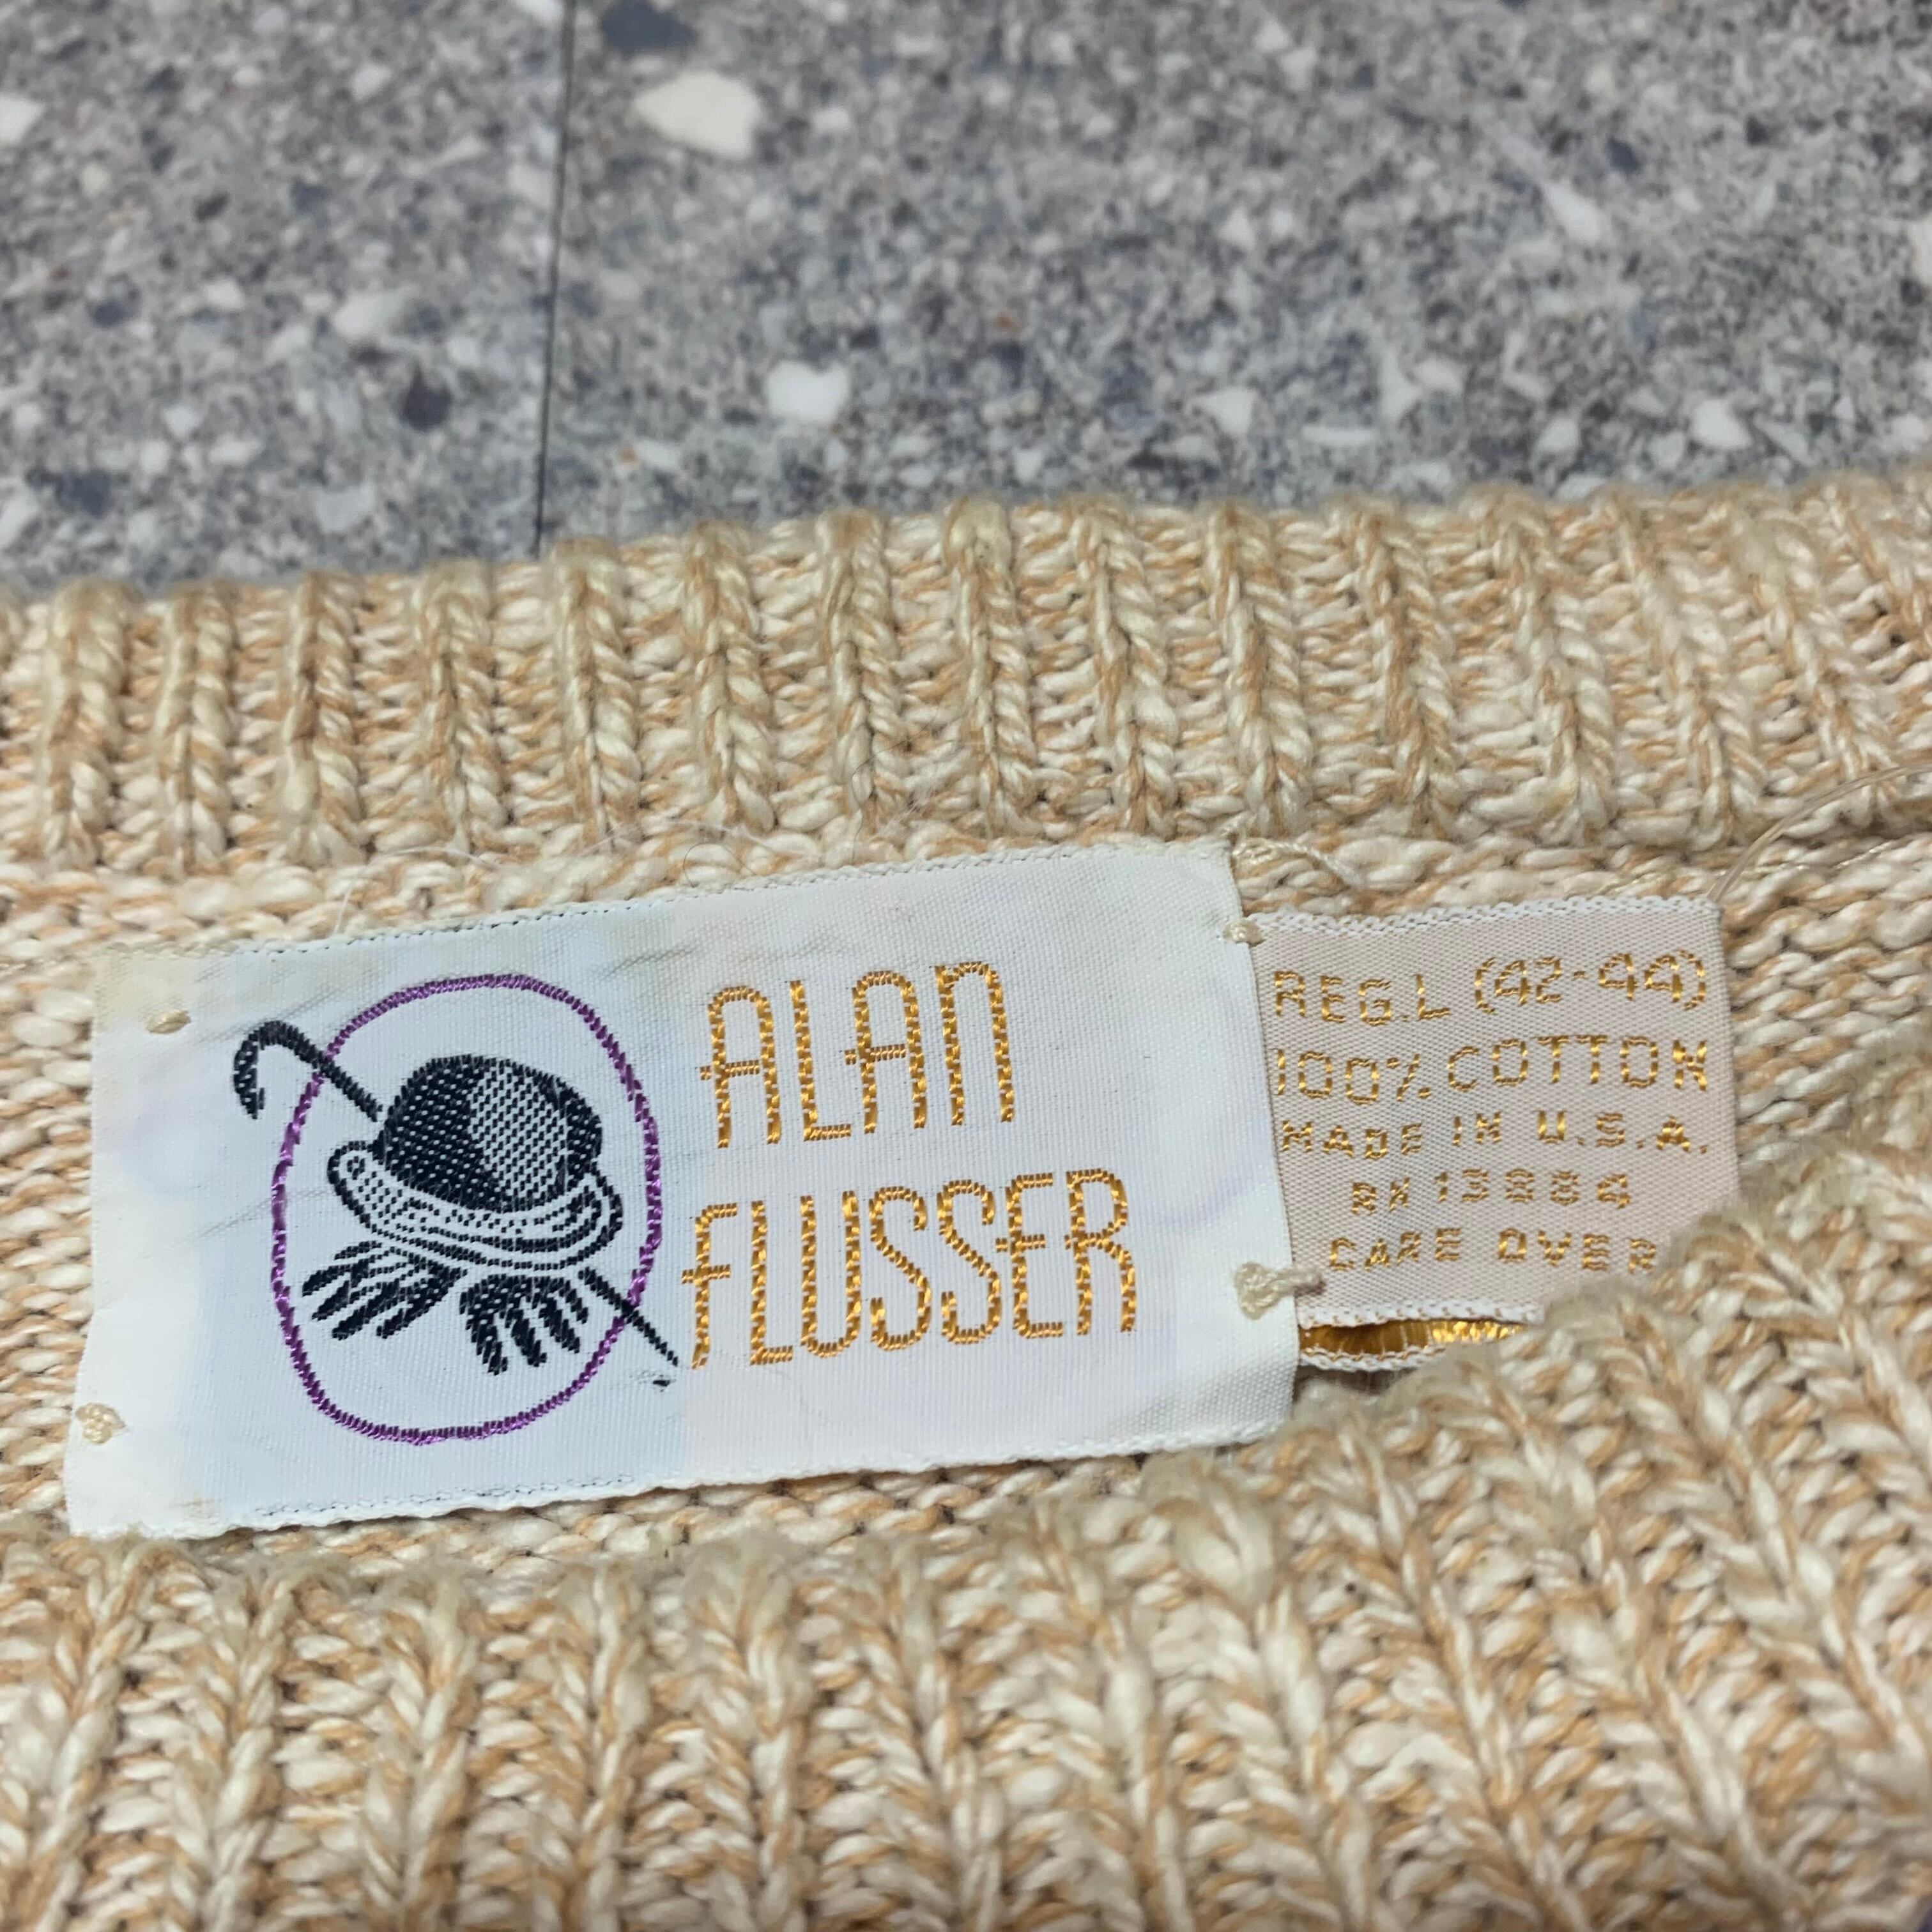 ALAN
FLUSSER
REG.L (42-44)
100% COTTON
MADE IN U.S.A.
RN 13884
CARE OVER